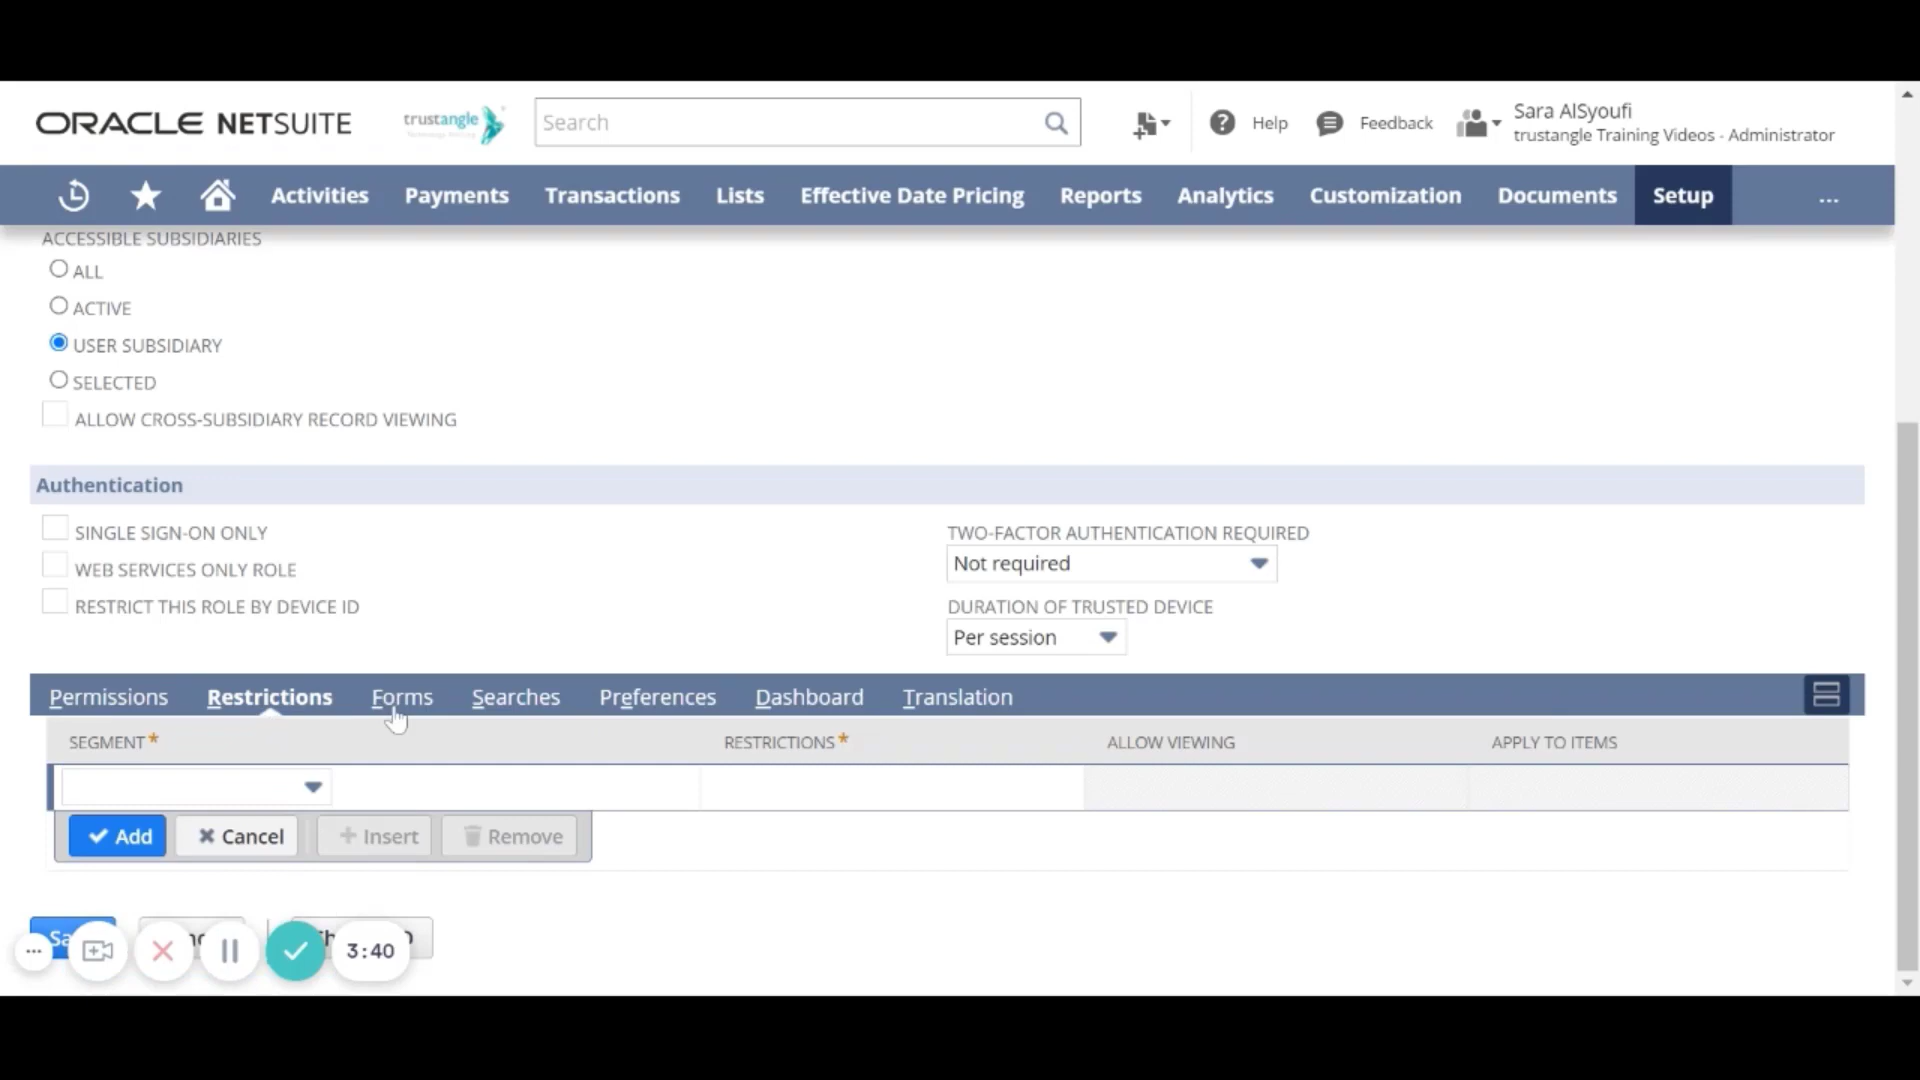 ORACLE NETSUITE
trustangle
Search
Help
Feedback
Sara AlSyoufi
trustangle Training Videos - Administrator
Activities
Payments
Transactions
Lists
Effective Date Pricing
Reports
Analytics
Customization
Documents
Setup
...
ACCESSIBLE SUBSIDIARIES
ALL
ACTIVE
USER SUBSIDIARY
SELECTED
ALLOW CROSS-SUBSIDIARY RECORD VIEWING
Authentication
SINGLE SIGN-ON ONLY
WEB SERVICES ONLY ROLE
RESTRICT THIS ROLE BY DEVICE ID
TWO-FACTOR AUTHENTICATION REQUIRED
Not required
DURATION OF TRUSTED DEVICE
Per session
Permissions
Restrictions
Forms
Searches
Preferences
Dashboard
Translation
SEGMENT *
RESTRICTIONS *
ALLOW VIEWING
APPLY TO ITEMS
Add
Cancel
Insert
Remove
3:40